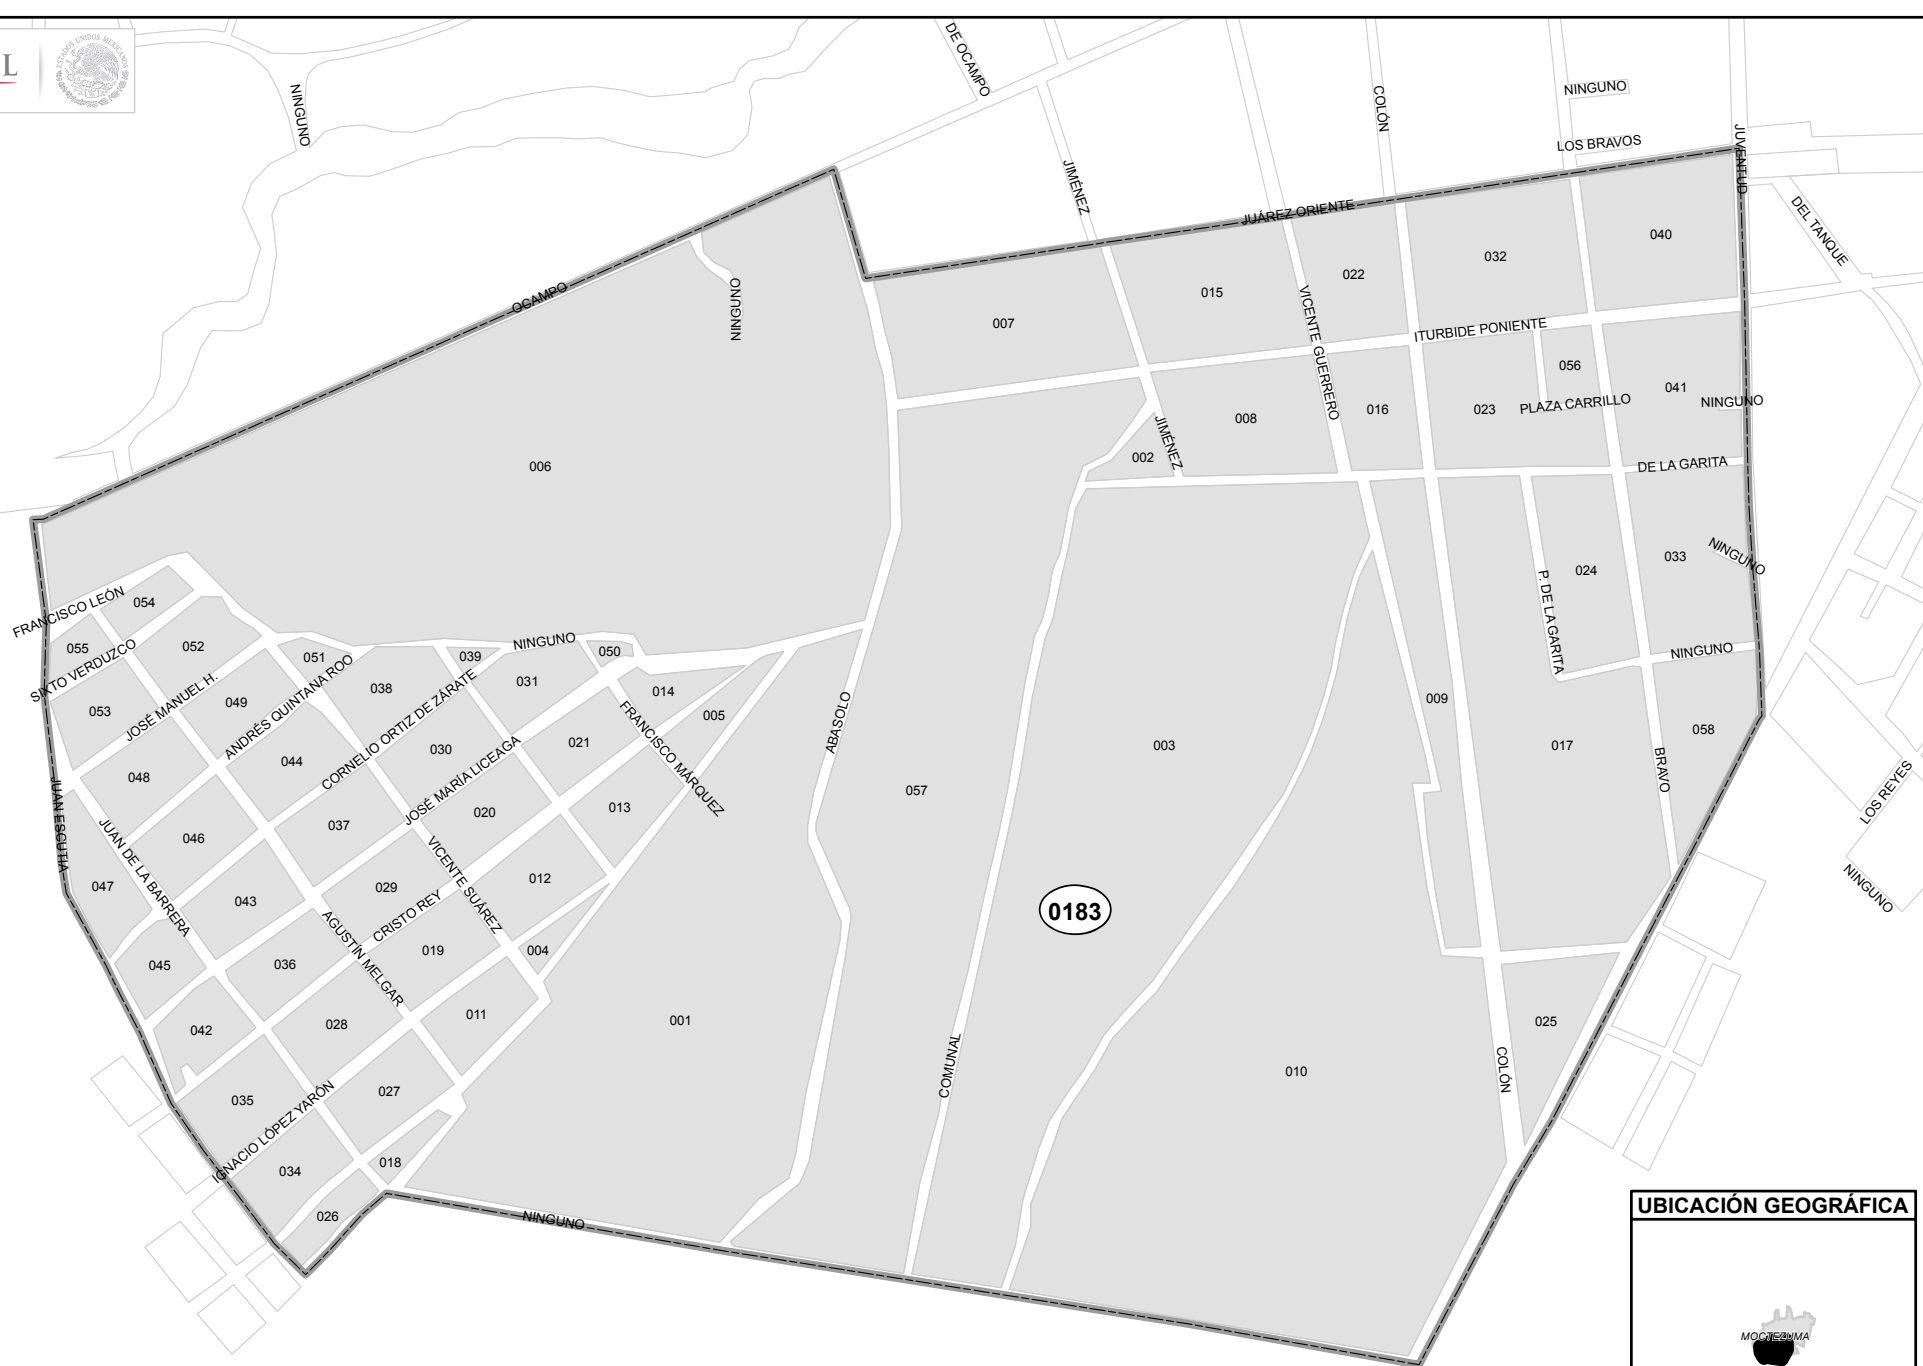 L
ESTADOS UNIDOS MEXICANOS
DE OCAMPO
NINGUNO
COLÓN
NINGUNO
LOS BRAVOS
JUVENTUD
JIMÉNEZ
JUÁREZ ORIENTE
DEL TANQUE
040
032
022
015
007
NINGUNO
OCAMPO
VICENTE GUERRERO
ITURBIDE PONIENTE
056
041
NINGUNO
PLAZA CARRILLO
023
016
008
JIMÉNEZ
002
006
DE LA GARITA
033
NINGUNO
024
P. DE LA GARITA
FRANCISCO LEÓN
054
055
052
SIXTO VERDUZCO
051
039
NINGUNO
050
NINGUNO
053
JOSÉ MANUEL H.
049
ANDRÉS QUINTANA ROO
038
CORNELIO ORTIZ DE ZÁRATE
031
014
005
FRANCISCO MÁRQUEZ
ABASOLO
009
003
017
058
BRAVO
048
044
030
021
JOSÉ MARÍA LICEAGA
057
LOS REYES
JUAN ESCUTIA
JUAN DE LA BARRERA
046
037
020
013
047
043
029
VICENTE SUÁREZ
012
NINGUNO
CRISTO REY
AGUSTÍN MELGAR
0183
045
036
019
004
042
028
011
001
025
COMUNAL
COLÓN
010
035
027
IGNACIO LÓPEZ YARÓN
034
018
026
NINGUNO
UBICACIÓN GEOGRÁFICA
MOCTEZUMA